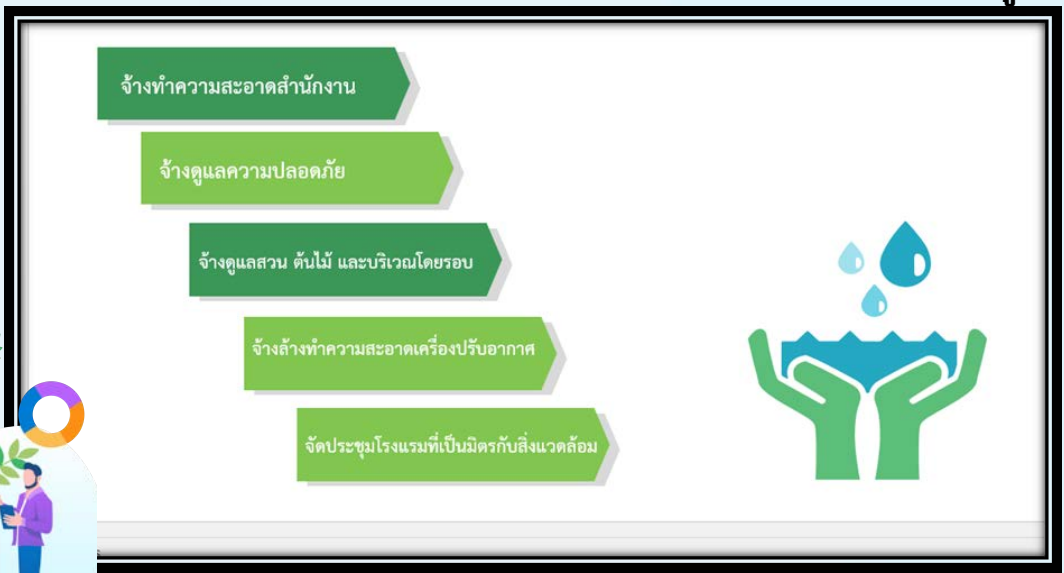 จ้างทำความสะอาดสำนักงาน
จ้างดูแลความปลอดภัย
จ้างดูแลสวน ต้นไม้ และบริเวณโดยรอบ
จ้างล้างทำความสะอาดเครื่องปรับอากาศ
จัดประชุมโรงแรมที่เป็นมิตรกับสิ่งแวดล้อม